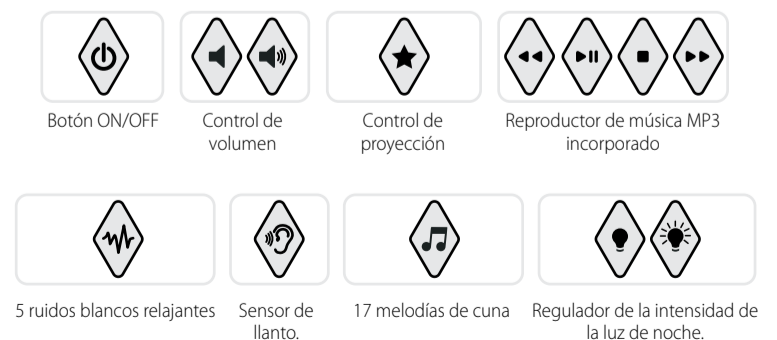 Botón ON/OFF
Control de
volumen
Control de
proyección
Reproductor de música MP3
incorporado
5 ruidos blancos relajantes
Sensor de
llanto.
17 melodías de cuna
Regulador de la intensidad de
la luz de noche.